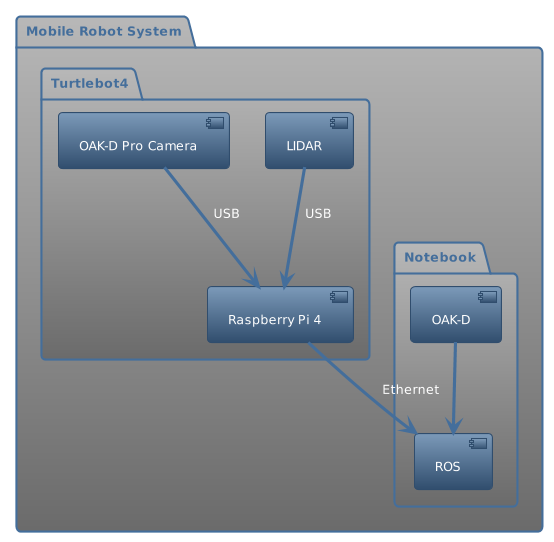 Mobile Robot System
Turtlebot4
OAK-D Pro Camera
LIDAR
USB
USB
Notebook
Raspberry Pi 4
OAK-D
Ethernet
ROS